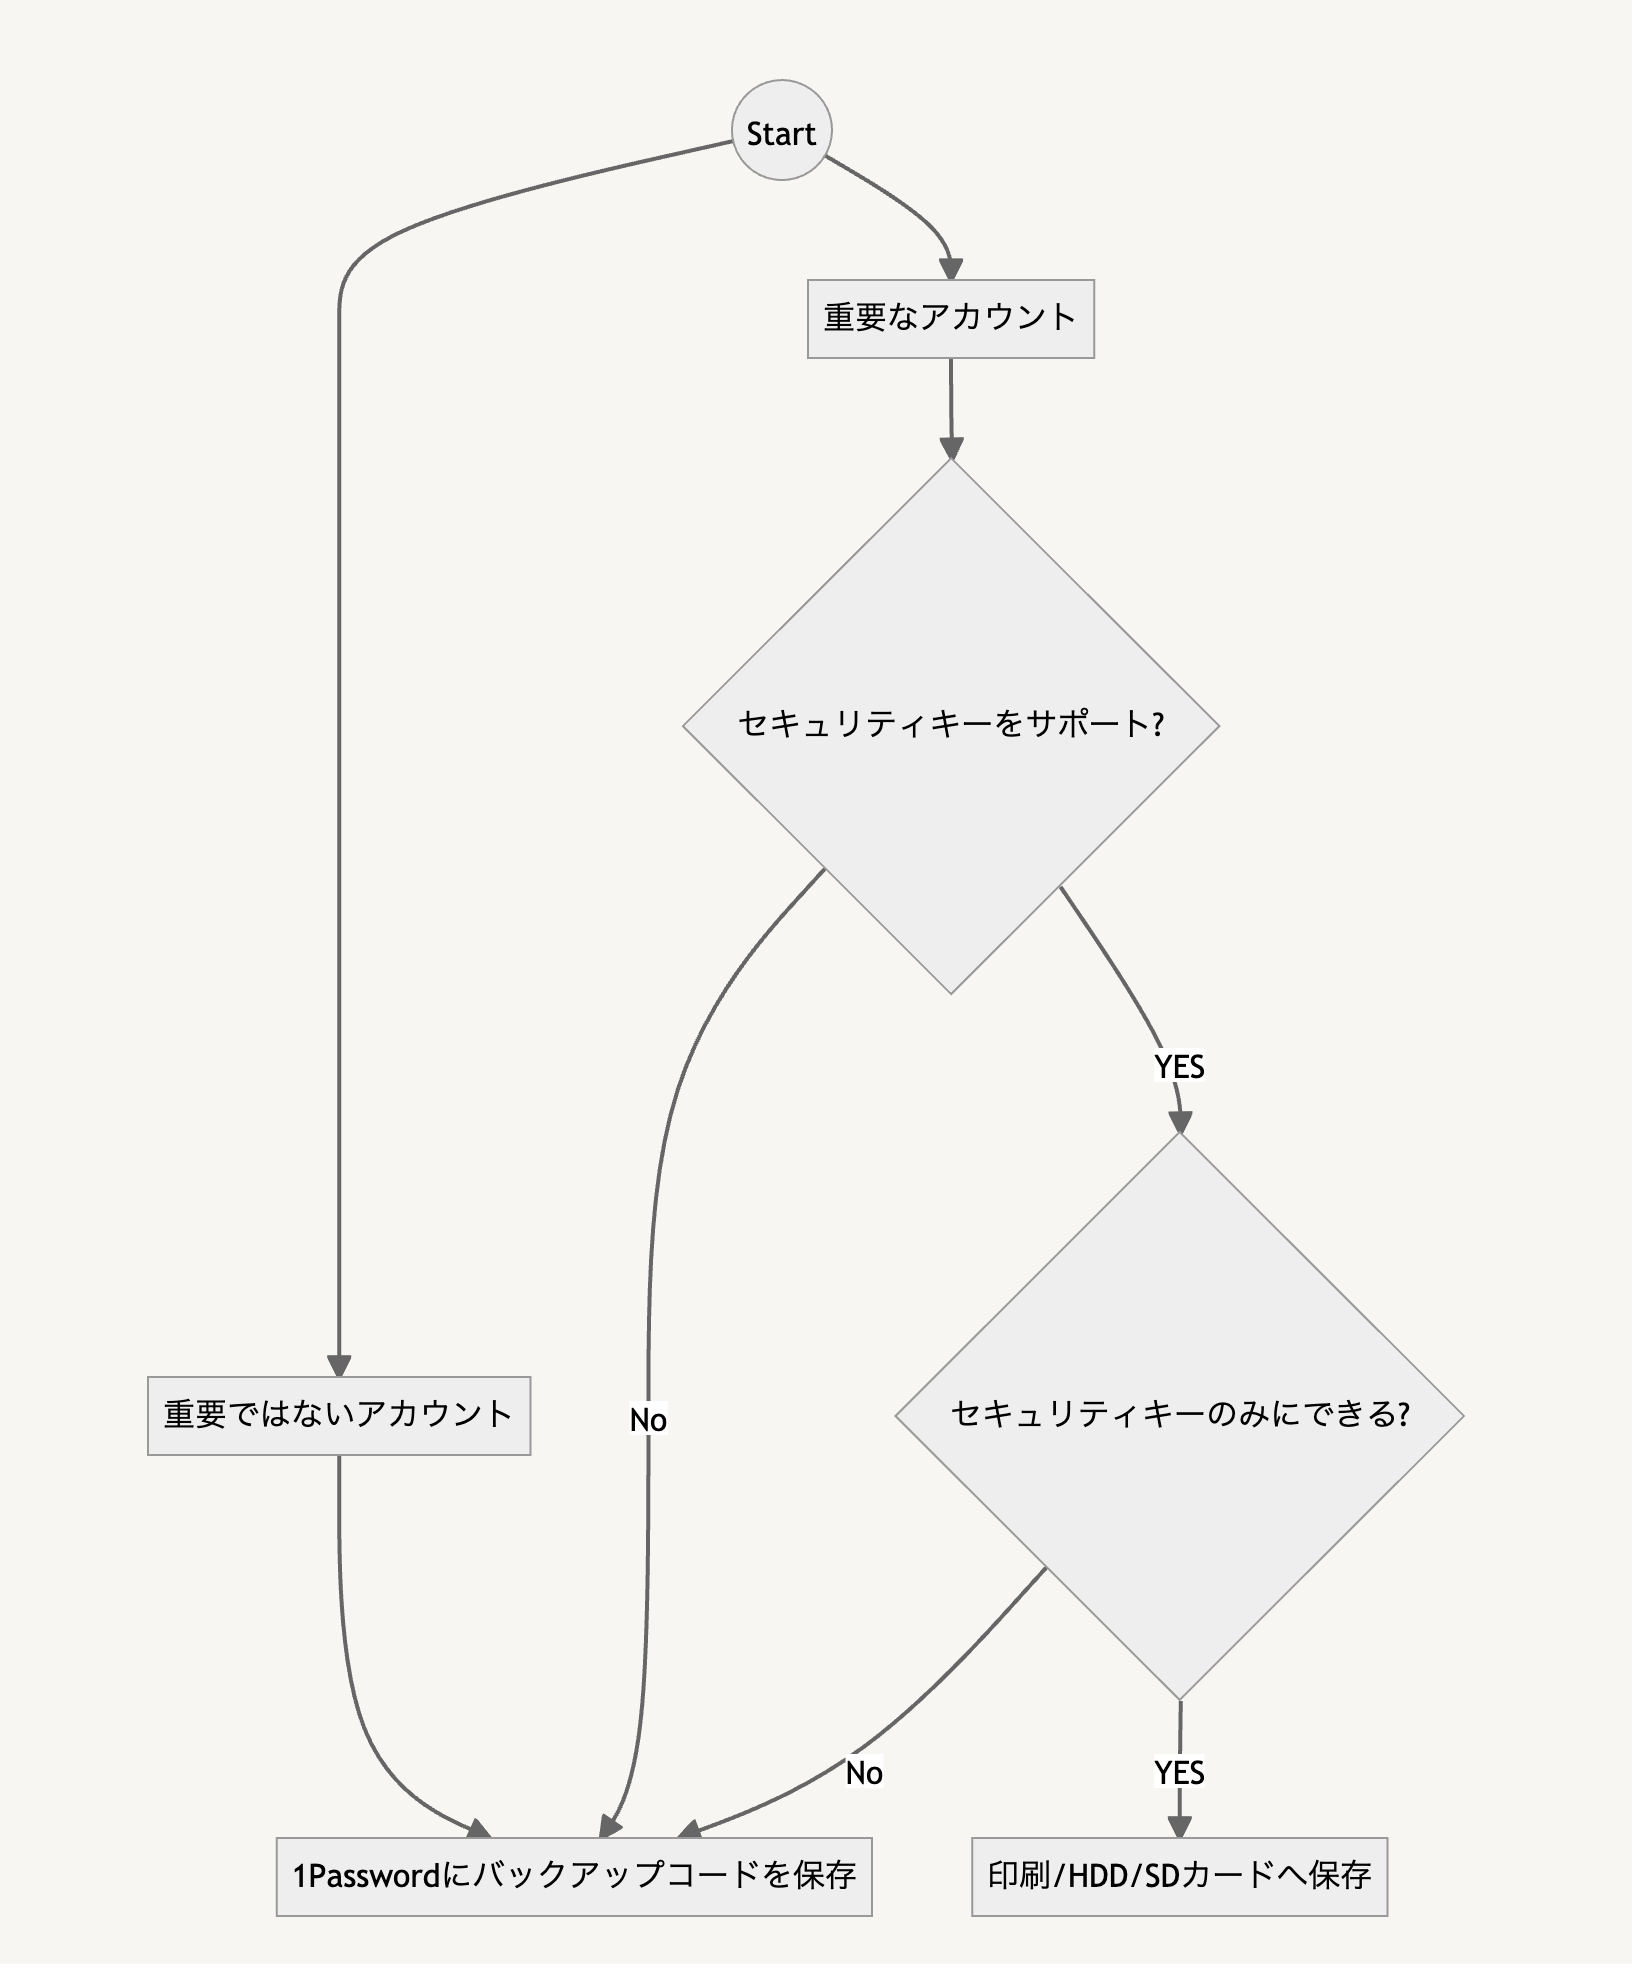 Start
重要なアカウント
セキュリティキーをサポート?
YES
重要ではないアカウント
No
セキュリティキーのみにできる?
No
YES
1Passwordにバックアップコードを保存
印刷/HDD/SDカードへ保存